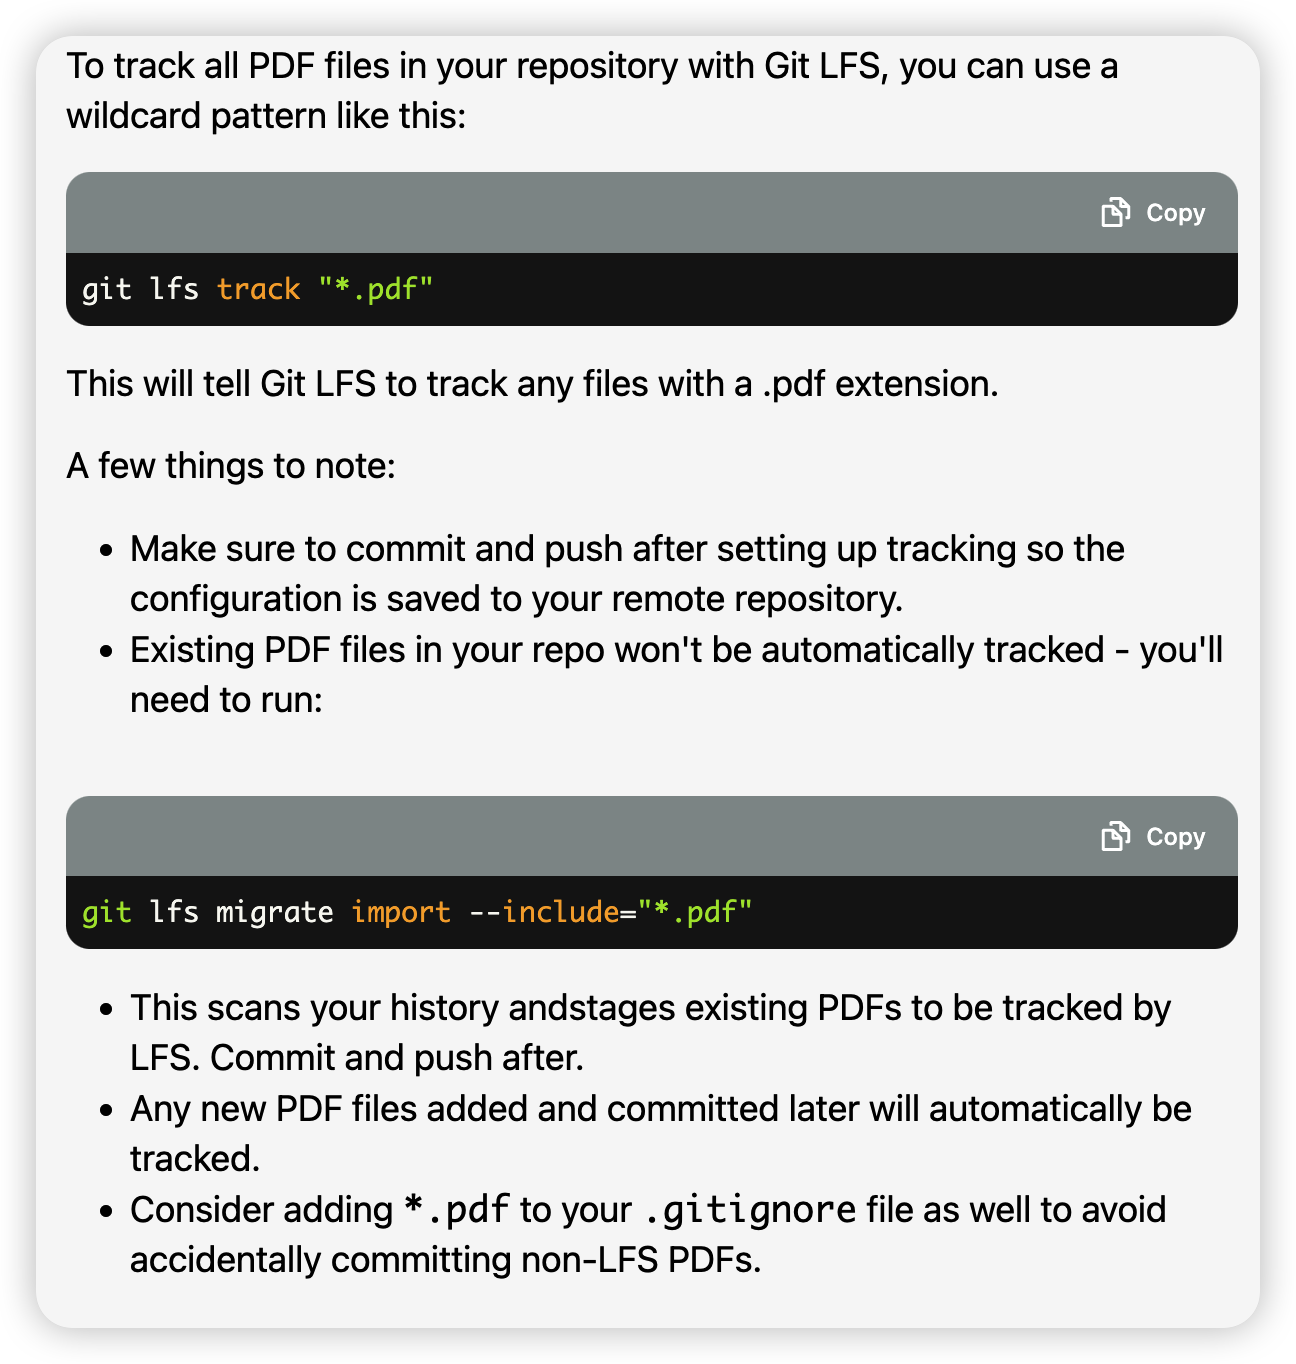 To track all PDF files in your repository with Git LFS, you can use a
wildcard pattern like this:
Copy
git lfs track "*.pdf"
This will tell Git LFS to track any files with a .pdf extension.
A few things to note:
• Make sure to commit and push after setting up tracking so the
configuration is saved to your remote repository.
• Existing PDF files in your repo won't be automatically tracked - you'll
need to run:
Copy
git lfs migrate import --include="*.pdf"
• This scans your history andstages existing PDFs to be tracked by
LFS. Commit and push after.
• Any new PDF files added and committed later will automatically be
tracked.
• Consider adding *.pdf to your .gitignore file as well to avoid
accidentally committing non-LFS PDFs.